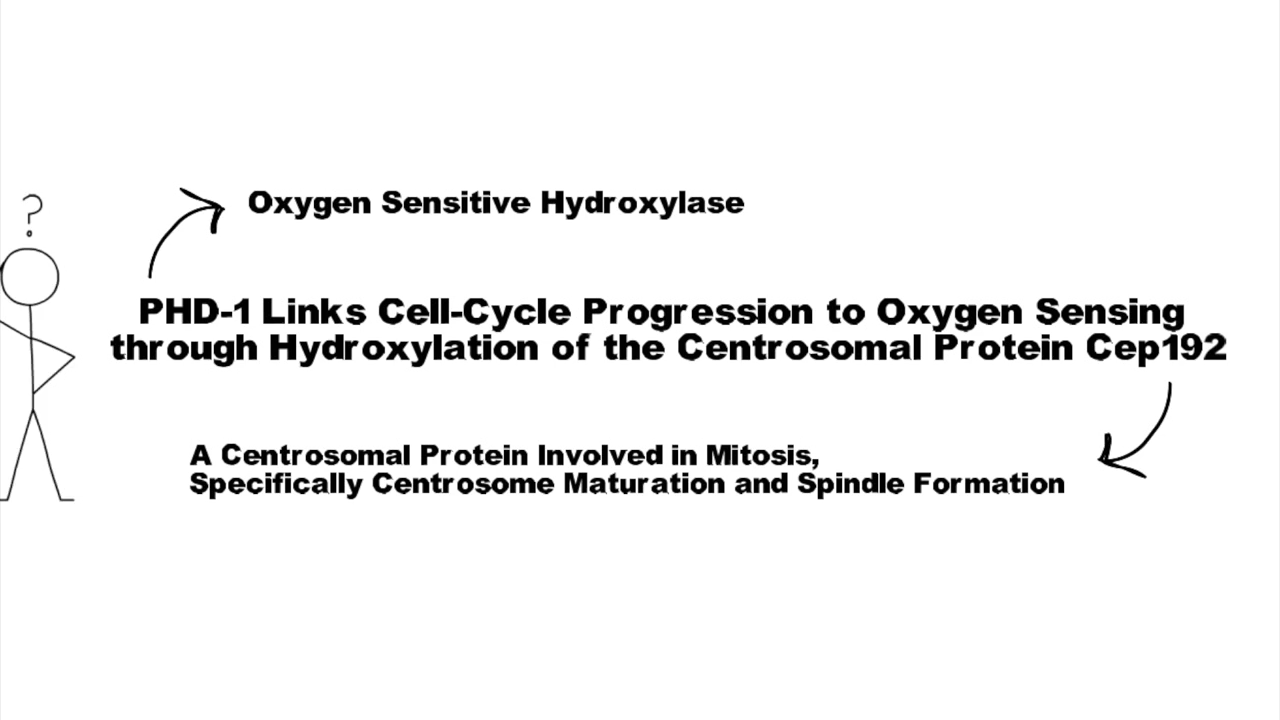 ?
Oxygen Sensitive Hydroxylase
PHD-1 Links Cell-Cycle Progression to Oxygen Sensing
through Hydroxylation of the Centrosomal Protein Cep192
A Centrosomal Protein Involved in Mitosis,
Specifically Centrosome Maturation and Spindle Formation